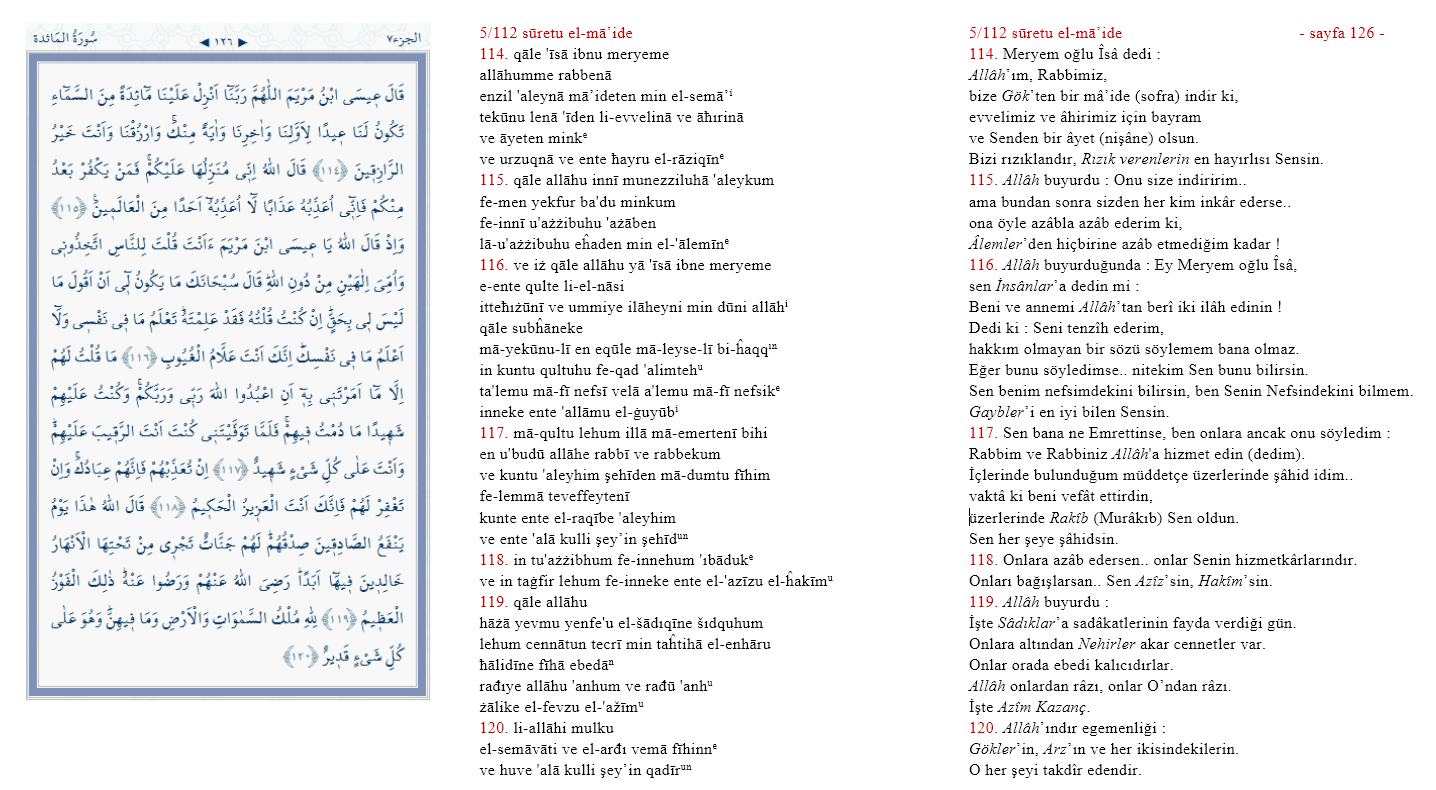 الجزء٧
◄ ١٢٦ ►
سُورَةُ المَائدة
قَالَ عٖيسَى ابْنُ مَرْيَمَ اللّٰهُمَّ رَبَّنَٓا اَنْزِلْ عَلَيْنَا مَٓائِدَةً مِنَ السَّمَٓاءِ
تَكُونُ لَنَا عٖيدًا لِاَوَّلِنَا وَاٰخِرِنَا وَاٰيَةً مِنْكَۚ وَارْزُقْنَا وَاَنْتَ خَيْرُ
الرَّازِقٖينَ ﴿١١٤﴾ قَالَ اللّٰهُ اِنّٖي مُنَزِّلُهَا عَلَيْكُمْۚ فَمَنْ يَكْفُرْ بَعْدُ
مِنْكُمْ فَاِنّٖٓي اُعَذِّبُهُ عَذَابًا لَٓا اُعَذِّبُهُٓ اَحَدًا مِنَ الْعَالَمٖينَۚ ﴿١١٥﴾
وَاِذْ قَالَ اللّٰهُ يَا عٖيسَى ابْنَ مَرْيَمَ ءَاَنْتَ قُلْتَ لِلنَّاسِ اتَّخِذُونٖي
وَاُمِّيَ اِلٰهَيْنِ مِنْ دُونِ اللّٰهِۜ قَالَ سُبْحَانَكَ مَا يَكُونُ لٖٓي اَنْ اَقُولَ مَا
لَيْسَ لٖي بِحَقٍّۜ اِنْ كُنْتُ قُلْتُهُ فَقَدْ عَلِمْتَهُۜ تَعْلَمُ مَا فٖي نَفْسٖي وَلَٓا
اَعْلَمُ مَا فٖي نَفْسِكَۜ اِنَّكَ اَنْتَ عَلَّامُ الْغُيُوبِ ﴿١١٦﴾ مَا قُلْتُ لَهُمْ
اِلَّا مَٓا اَمَرْتَنٖي بِهٖٓ اَنِ اعْبُدُوا اللّٰهَ رَبّٖي وَرَبَّكُمْۚ وَكُنْتُ عَلَيْهِمْ
شَهٖيدًا مَا دُمْتُ فٖيهِمْۚ فَلَمَّا تَوَفَّيْتَنٖي كُنْتَ اَنْتَ الرَّقٖيبَ عَلَيْهِمْۜ
وَاَنْتَ عَلٰى كُلِّ شَيْءٍ شَهٖيدٌ ﴿١١٧﴾ اِنْ تُعَذِّبْهُمْ فَاِنَّهُمْ عِبَادُكَۚ وَاِنْ
تَغْفِرْ لَهُمْ فَاِنَّكَ اَنْتَ الْعَزٖيزُ الْحَكٖيمُ ﴿١١٨﴾ قَالَ اللّٰهُ هٰذَا يَوْمُ
يَنْفَعُ الصَّادِقٖينَ صِدْقُهُمْۜ لَهُمْ جَنَّاتٌ تَجْرٖي مِنْ تَحْتِهَا الْاَنْهَارُ
خَالِدٖينَ فٖيهَٓا اَبَدًاۜ رَضِيَ اللّٰهُ عَنْهُمْ وَرَضُوا عَنْهُۜ ذٰلِكَ الْفَوْزُ
الْعَظٖيمُ ﴿١١٩﴾ لِلّٰهِ مُلْكُ السَّمٰوَاتِ وَالْاَرْضِ وَمَا فٖيهِنَّۜ وَهُوَ عَلٰى
كُلِّ شَيْءٍ قَدٖيرٌ ﴿١٢٠﴾
5/112 sūretu el-mā’ide
114. qāle 'īsā ibnu meryeme
allāhumme rabbenā
enzil 'aleynā mā’ideten min el-semā’ⁱ
tekūnu lenā 'īden li-evvelinā ve āħırinā
ve āyeten minkᵉ
ve urzuqnā ve ente ħayru el-rāziqīnᵉ
115. qāle allāhu innī munezziluhā 'aleykum
fe-men yekfur ba'du minkum
fe-innī u'ażżibuhu 'ażāben
lā-u'ażżibuhu eĥaden min el-'ālemīnᵉ
116. ve iż qāle allāhu yā 'īsā ibne meryeme
e-ente qulte li-el-nāsi
itteħıżūnī ve ummiye ilāheyni min dūni allāhⁱ
qāle subĥāneke
mā-yekūnu-lī en eqūle mā-leyse-lī bi-ĥaqqᶦⁿ
in kuntu qultuhu fe-qad 'alimtehᵘ
ta'lemu mā-fī nefsī velā a'lemu mā-fī nefsikᵉ
inneke ente 'allāmu el-ġuyūbⁱ
117. mā-qultu lehum illā mā-emertenī bihi
en u'budū allāhe rabbī ve rabbekum
ve kuntu 'aleyhim şehīden mā-dumtu fīhim
fe-lemmā teveffeytenī
kunte ente el-raqībe 'aleyhim
ve ente 'alā kulli şey’in şehīdᵘⁿ
118. in tu'ażżibhum fe-innehum 'ıbādukᵉ
ve in taġfir lehum fe-inneke ente el-'azīzu el-ĥakīmᵘ
119. qāle allāhu
hāżā yevmu yenfe'u el-šādıqīne šıdquhum
lehum cennātun tecrī min taĥtihā el-enhāru
ħālidīne fīhā ebedāⁿ
rađıye allāhu 'anhum ve rađū 'anhᵘ
żālike el-fevzu el-'ažīmᵘ
120. li-allāhi mulku
el-semāvāti ve el-arđı vemā fīhinnᵉ
ve huve 'alā kulli şey’in qadīrᵘⁿ
5/112 sūretu el-mā’ide - sayfa 126 -
114. Meryem oğlu Îsâ dedi :
Allâh’ım, Rabbimiz,
bize Gök’ten bir mâ’ide (sofra) indir ki,
evvelimiz ve âhirimiz için bayram
ve Senden bir âyet (nişâne) olsun.
Bizi rızıklandır, Rızık verenlerin en hayırlısı Sensin.
115. Allâh buyurdu : Onu size indiririm..
ama bundan sonra sizden her kim inkâr ederse..
ona öyle azâbla azâb ederim ki,
Âlemler’den hiçbirine azâb etmediğim kadar !
116. Allâh buyurduğunda : Ey Meryem oğlu Îsâ,
sen İnsânlar’a dedin mi :
Beni ve annemi Allâh’tan berî iki ilâh edinin !
Dedi ki : Seni tenzîh ederim,
hakkım olmayan bir sözü söylemem bana olmaz.
Eğer bunu söyledimse.. nitekim Sen bunu bilirsin.
Sen benim nefsimdekini bilirsin, ben Senin Nefsindekini bilmem.
Gaybler’i en iyi bilen Sensin.
117. Sen bana ne Emrettinse, ben onlara ancak onu söyledim :
Rabbim ve Rabbiniz Allâh'a hizmet edin (dedim).
İçlerinde bulunduğum müddetçe üzerlerinde şâhid idim..
vaktâ ki beni vefât ettirdin,
üzerlerinde Rakîb (Murâkıb) Sen oldun.
Sen her şeye şâhidsin.
118. Onlara azâb edersen.. onlar Senin hizmetkârlarındır.
Onları bağışlarsan.. Sen Azîz’sin, Hakîm’sin.
119. Allâh buyurdu :
İşte Sâdıklar’a sadâkatlerinin fayda verdiği gün.
Onlara altından Nehirler akar cennetler var.
Onlar orada ebedi kalıcıdırlar.
Allâh onlardan râzı, onlar O’ndan râzı.
İşte Azîm Kazanç.
120. Allâh’ındır egemenliği :
Gökler’in, Arz’ın ve her ikisindekilerin.
O her şeyi takdîr edendir.